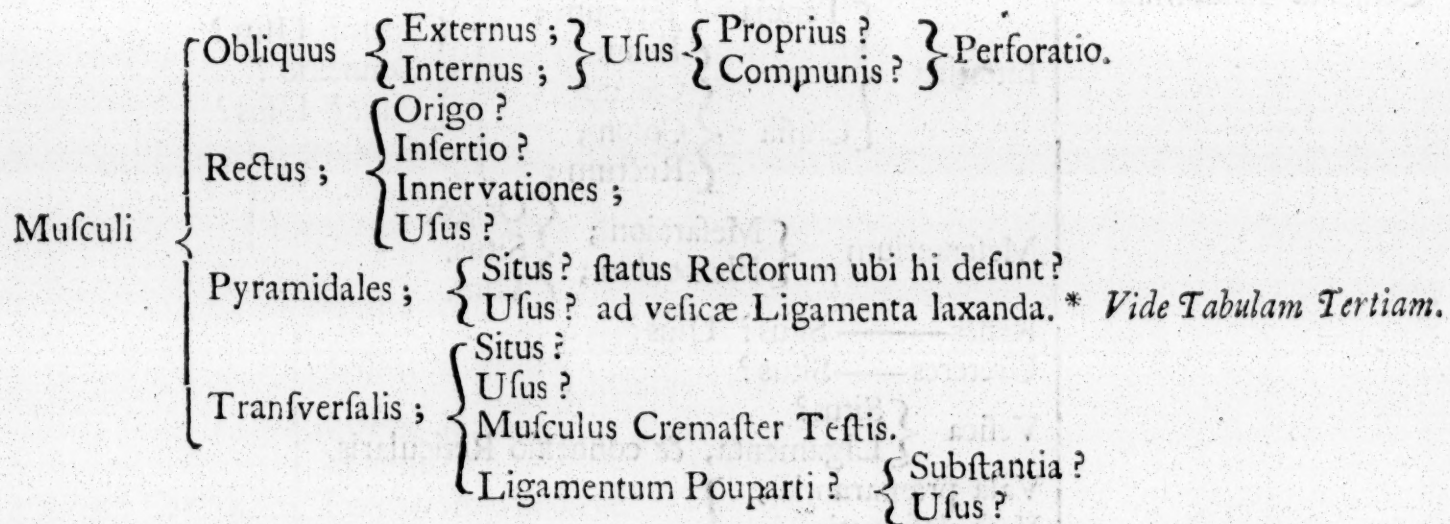 Obliquus { Externus ; } Uſus { Proprius ? } Perforatio.
Internus ; Communis ?
Origo ?
Inſertio ?
Rectus ;
Innervationes ;
Uſus ?
Muſculi
Situs ? ſtatus Rectorum ubi hi deſunt ?
Pyramidales ;
Uſus ? ad veſicæ Ligamenta laxanda. * Vide Tabulam Tertiam.
Situs ?
Uſus ?
Tranſverſalis ;
Muſculus Cremaſter Teſtis.
Ligamentum Pouparti ? { Subſtantia ?
Uſus ?